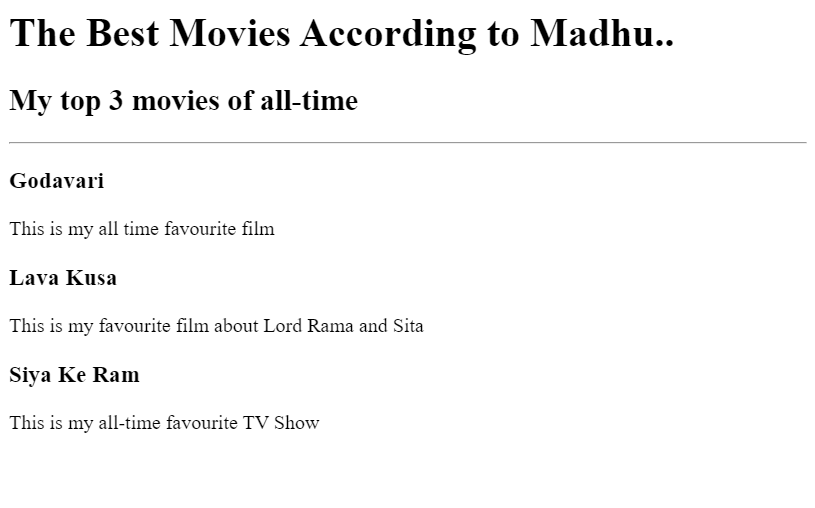 The Best Movies According to Madhu..
My top 3 movies of all-time
Godavari
This is my all time favourite film
Lava Kusa
This is my favourite film about Lord Rama and Sita
Siya Ke Ram
This is my all-time favourite TV Show